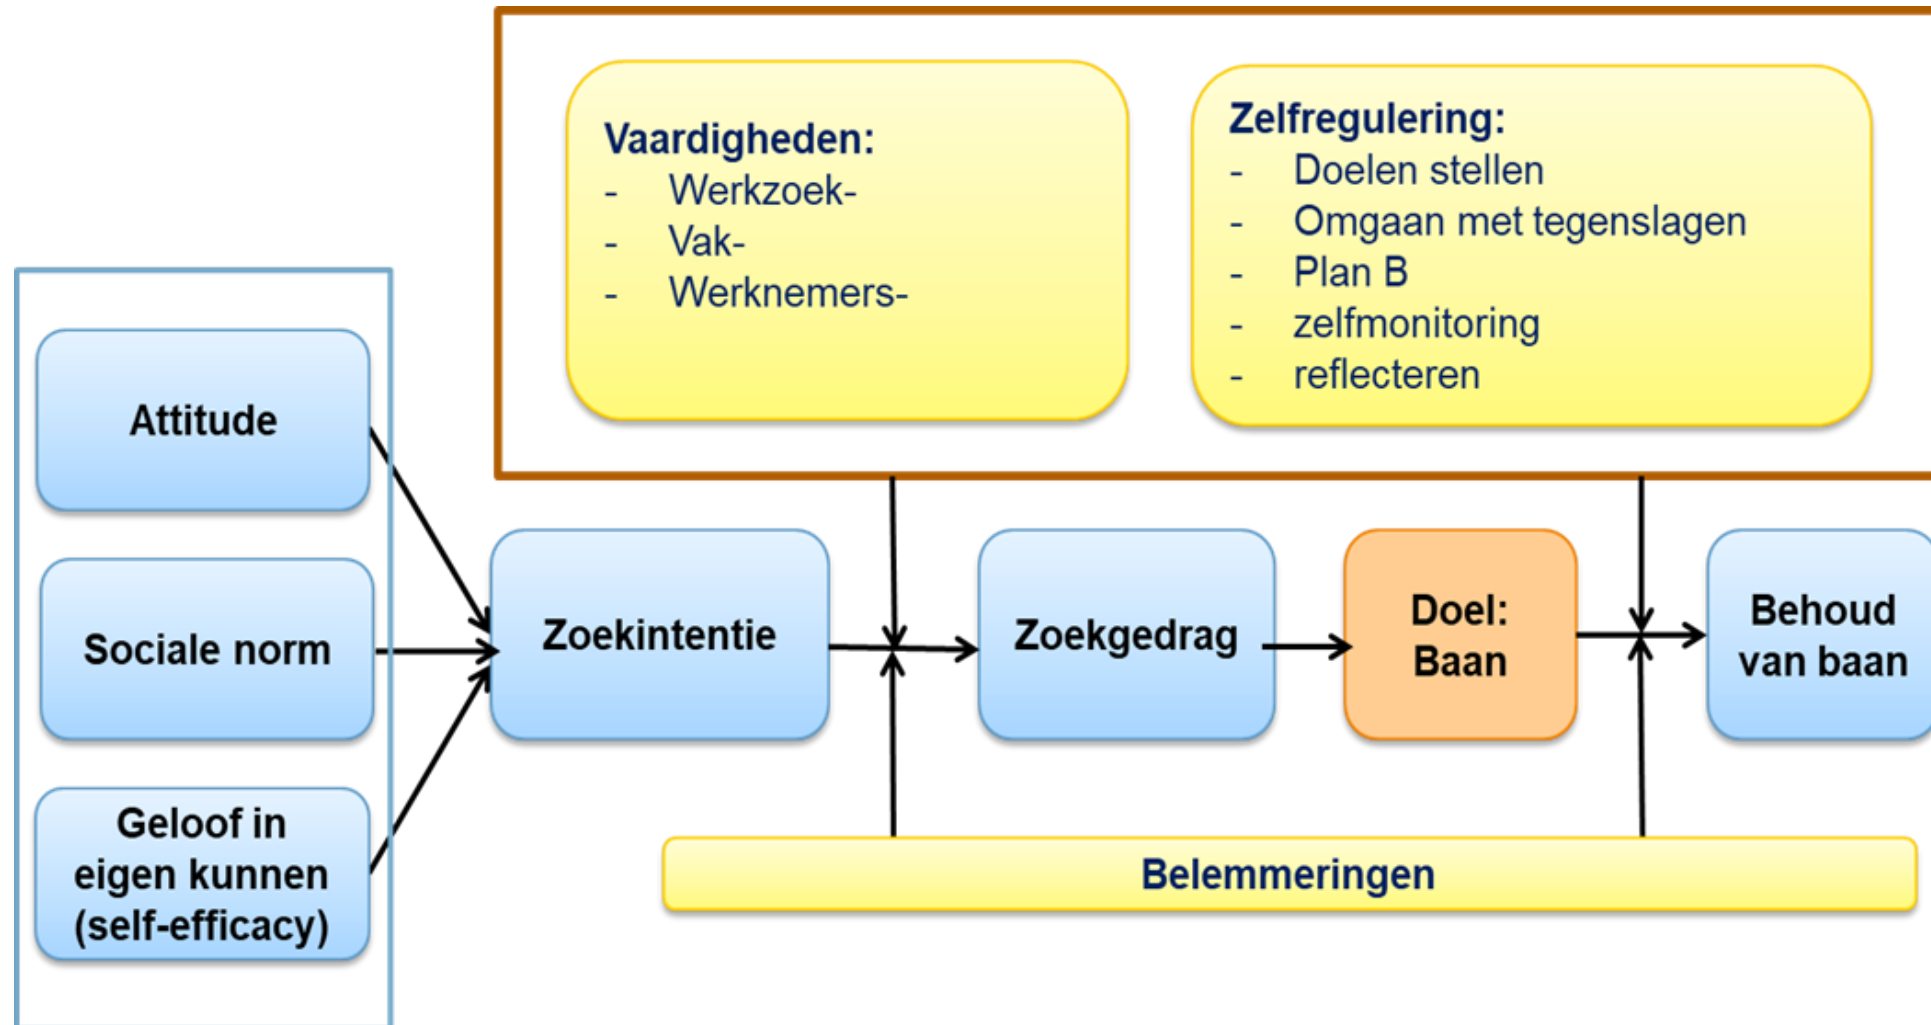 Vaardigheden:
- Werkzoek-
- Vak-
- Werknemers-
Zelfregulering:
- Doelen stellen
- Omgaan met tegenslagen
- Plan B
- zelfmonitoring
- reflecteren
Attitude
Sociale norm
Geloof in
eigen kunnen
(self-efficacy)
Zoekintentie
Zoekgedrag
Doel:
Baan
Behoud
van baan
Belemmeringen